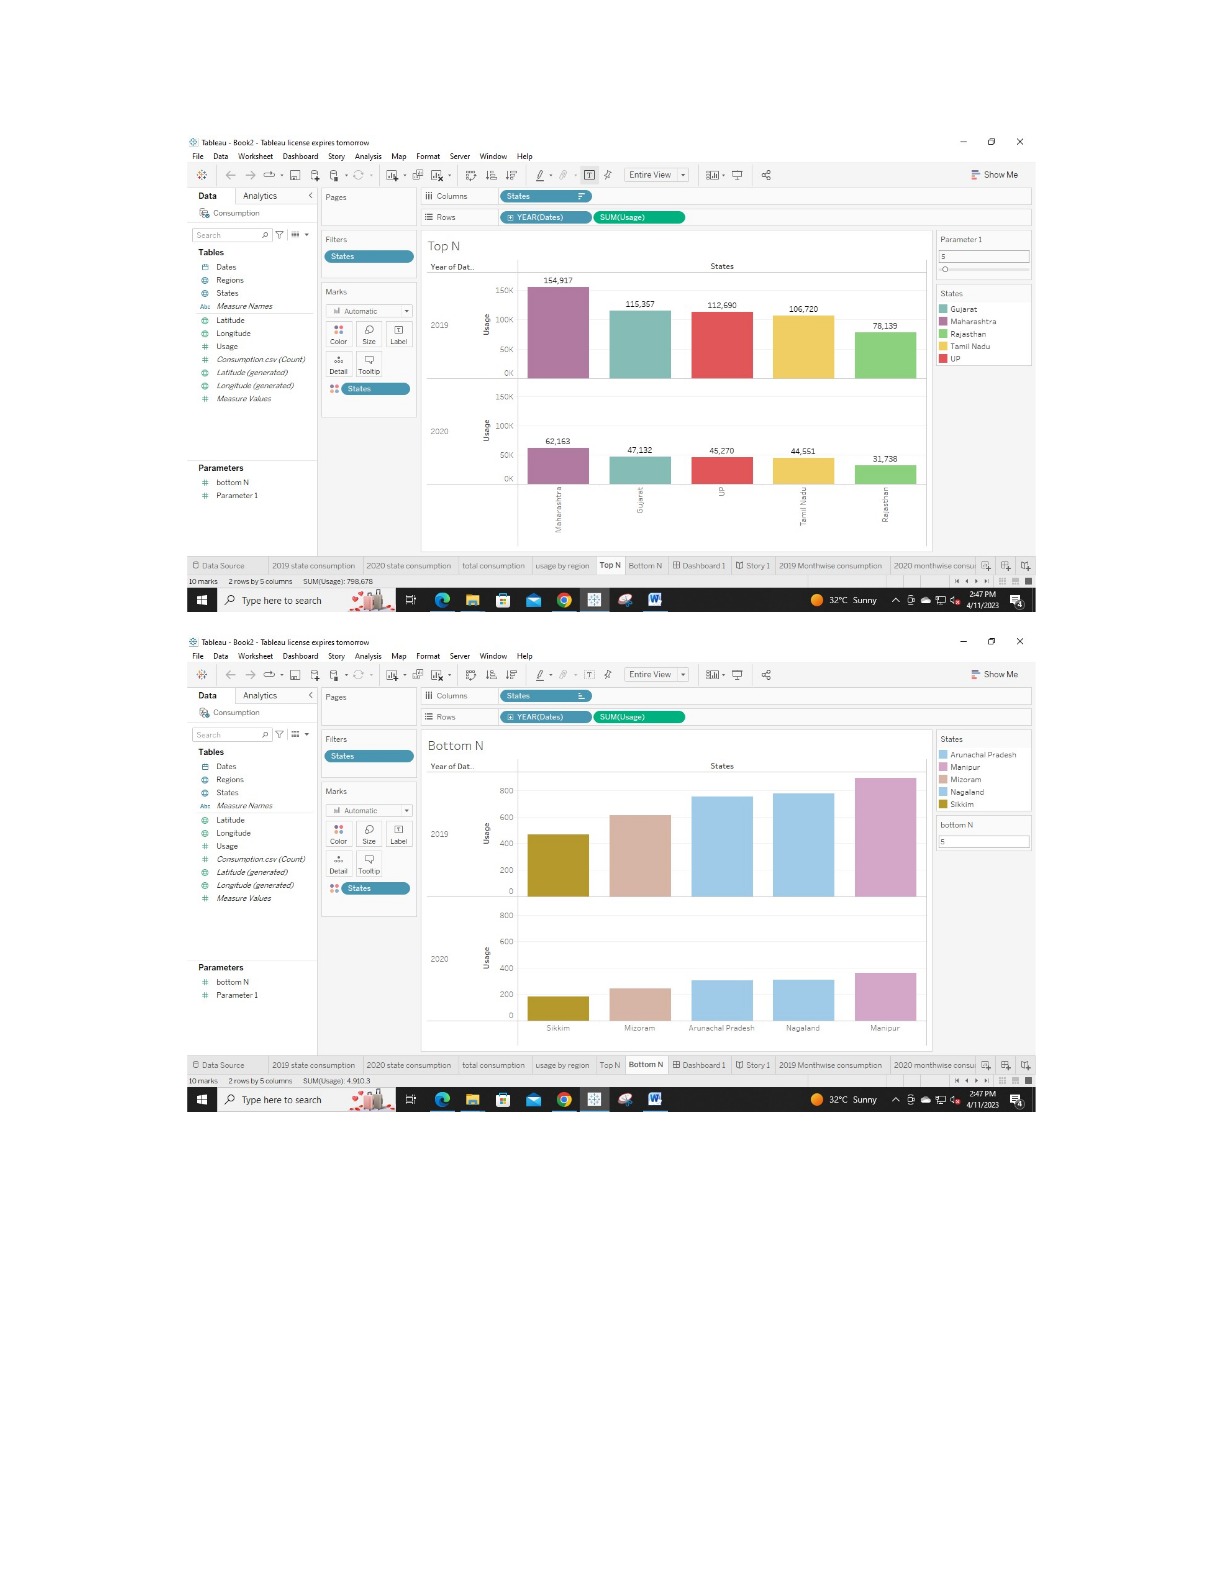 Tableau - Book2 - Tableau license expires tomorrow
File Data Worksheet Dashboard Story Analysis Map Format Server Window Help
Entire View
Show Me
Data Analytics
Pages
Columns States
Consumption
Rows YEAR(Dates) SUM(Usage)
Search
Filters
States
Tables
Dates
Regions
States
Abc Measure Names
Latitude
Longitude
Usage
Consumption.csv (Count)
Latitude (generated)
Longitude (generated)
Measure Values
Parameters
bottom N
Parameter 1
Marks
Automatic
Color Size Label
Detail Tooltip
States
Top N
Year of Dat..
States
2019
Usage
150K
100K
50K
0K
154,917
115,357
112,690
106,720
78,139
2020
Usage
150K
100K
50K
0K
62,163
47,132
45,270
44,551
31,738
Maharashtra
Gujarat
UP
Tamil Nadu
Rajasthan
Parameter 1
5
States
Gujarat
Maharashtra
Rajasthan
Tamil Nadu
UP
Data Source 2019 state consumption 2020 state consumption total consumption usage by region Top N Bottom N Dashboard 1 Story 1 2019 Monthwise consumption 2020 monthwise consu
10 marks 2 rows by 5 columns SUM(Usage): 798,678
Type here to search
32°C Sunny
2:47 PM
4/11/2023
4
Tableau - Book2 - Tableau license expires tomorrow
File Data Worksheet Dashboard Story Analysis Map Format Server Window Help
Entire View
Show Me
Data Analytics
Pages
Columns States
Consumption
Rows YEAR(Dates) SUM(Usage)
Search
Filters
States
Tables
Dates
Regions
States
Abc Measure Names
Latitude
Longitude
Usage
Consumption.csv (Count)
Latitude (generated)
Longitude (generated)
Measure Values
Parameters
bottom N
Parameter 1
Marks
Automatic
Color Size Label
Detail Tooltip
States
Bottom N
Year of Dat..
States
2019
Usage
800
600
400
200
0
2020
Usage
800
600
400
200
0
Sikkim
Mizoram
Arunachal Pradesh
Nagaland
Manipur
States
Arunachal Pradesh
Manipur
Mizoram
Nagaland
Sikkim
bottom N
5
Data Source 2019 state consumption 2020 state consumption total consumption usage by region Top N Bottom N Dashboard 1 Story 1 2019 Monthwise consumption 2020 monthwise consu
10 marks 2 rows by 5 columns SUM(Usage): 4,910.3
Type here to search
32°C Sunny
2:47 PM
4/11/2023
4